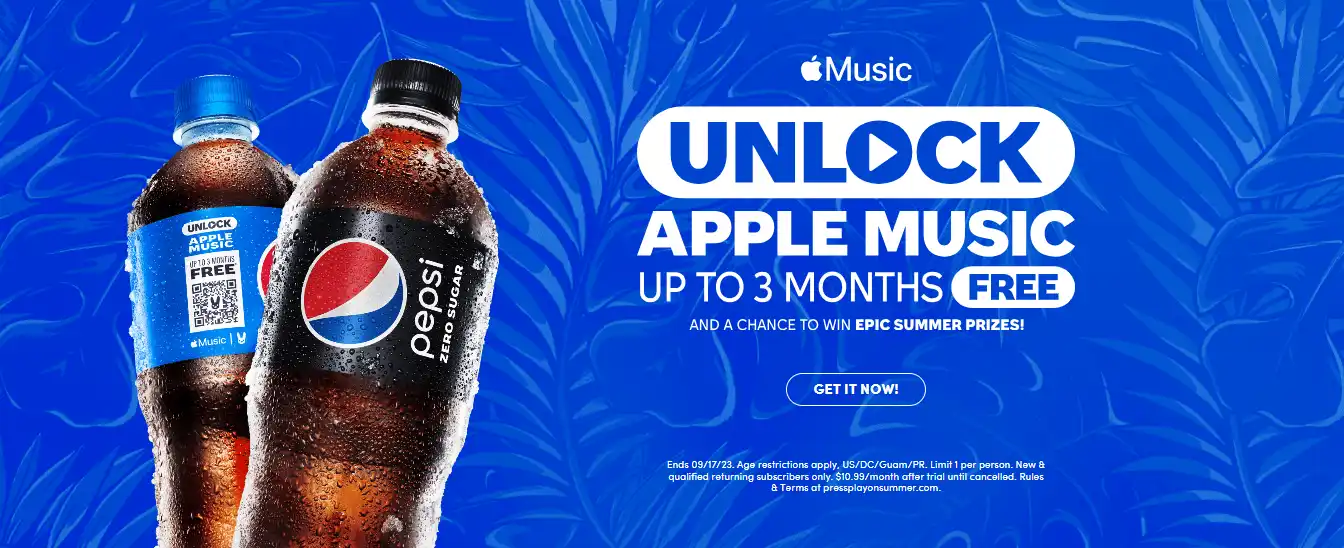 Music
UNLOCK
APPLE MUSIC
UP TO 3 MONTHS FREE
AND A CHANCE TO WIN EPIC SUMMER PRIZES!
GET IT NOW!
Ends 09/17/23. Age restrictions apply, US/DC/Guam/PR. Limit 1 per person. New &
qualified returning subscribers only. $10.99/month after trial until cancelled. Rules
& Terms at pressplayonsummer.com.
UNLOCK
APPLE
MUSIC
UP TO 3 MONTHS
FREE
Music
pepsi
ZERO SUGAR